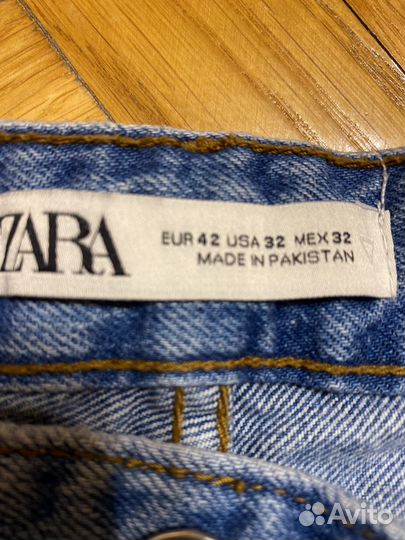 ZARA
EUR 42 USA 32 MEX 32
MADE IN PAKISTAN
Avito